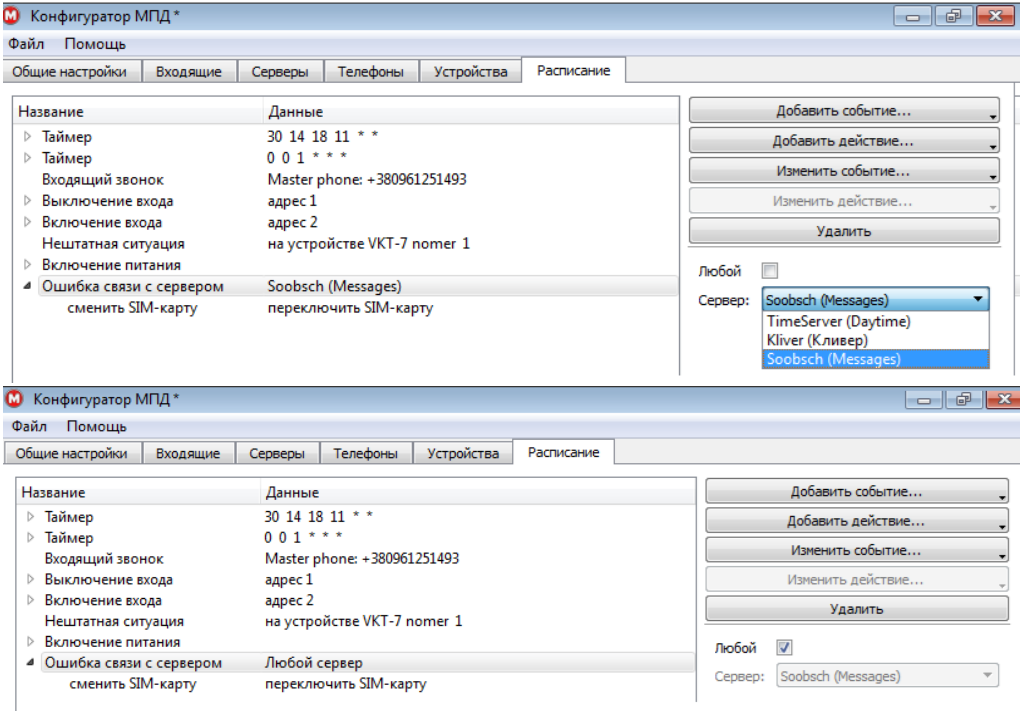 Конфигуратор МПД *
Файл Помощь
Общие настройки Входящие Серверы Телефоны Устройства Расписание
Название Данные
Таймер 30 14 18 11 * *
Таймер 0 0 1 * * *
Входящий звонок Master phone: +380961251493
Выключение входа адрес 1
Включение входа адрес 2
Нештатная ситуация на устройстве VKT-7 nomer 1
Включение питания
Ошибка связи с сервером Soobsch (Messages)
сменить SIM-карту переключить SIM-карту
Добавить событие...
Добавить действие...
Изменить событие...
Изменить действие...
Удалить
Любой
Сервер: Soobsch (Messages)
TimeServer (Daytime)
Kliver (Кливер)
Soobsch (Messages)
Конфигуратор МПД *
Файл Помощь
Общие настройки Входящие Серверы Телефоны Устройства Расписание
Название Данные
Таймер 30 14 18 11 * *
Таймер 0 0 1 * * *
Входящий звонок Master phone: +380961251493
Выключение входа адрес 1
Включение входа адрес 2
Нештатная ситуация на устройстве VKT-7 nomer 1
Включение питания
Ошибка связи с сервером Любой сервер
сменить SIM-карту переключить SIM-карту
Добавить событие...
Добавить действие...
Изменить событие...
Изменить действие...
Удалить
Любой
Сервер: Soobsch (Messages)